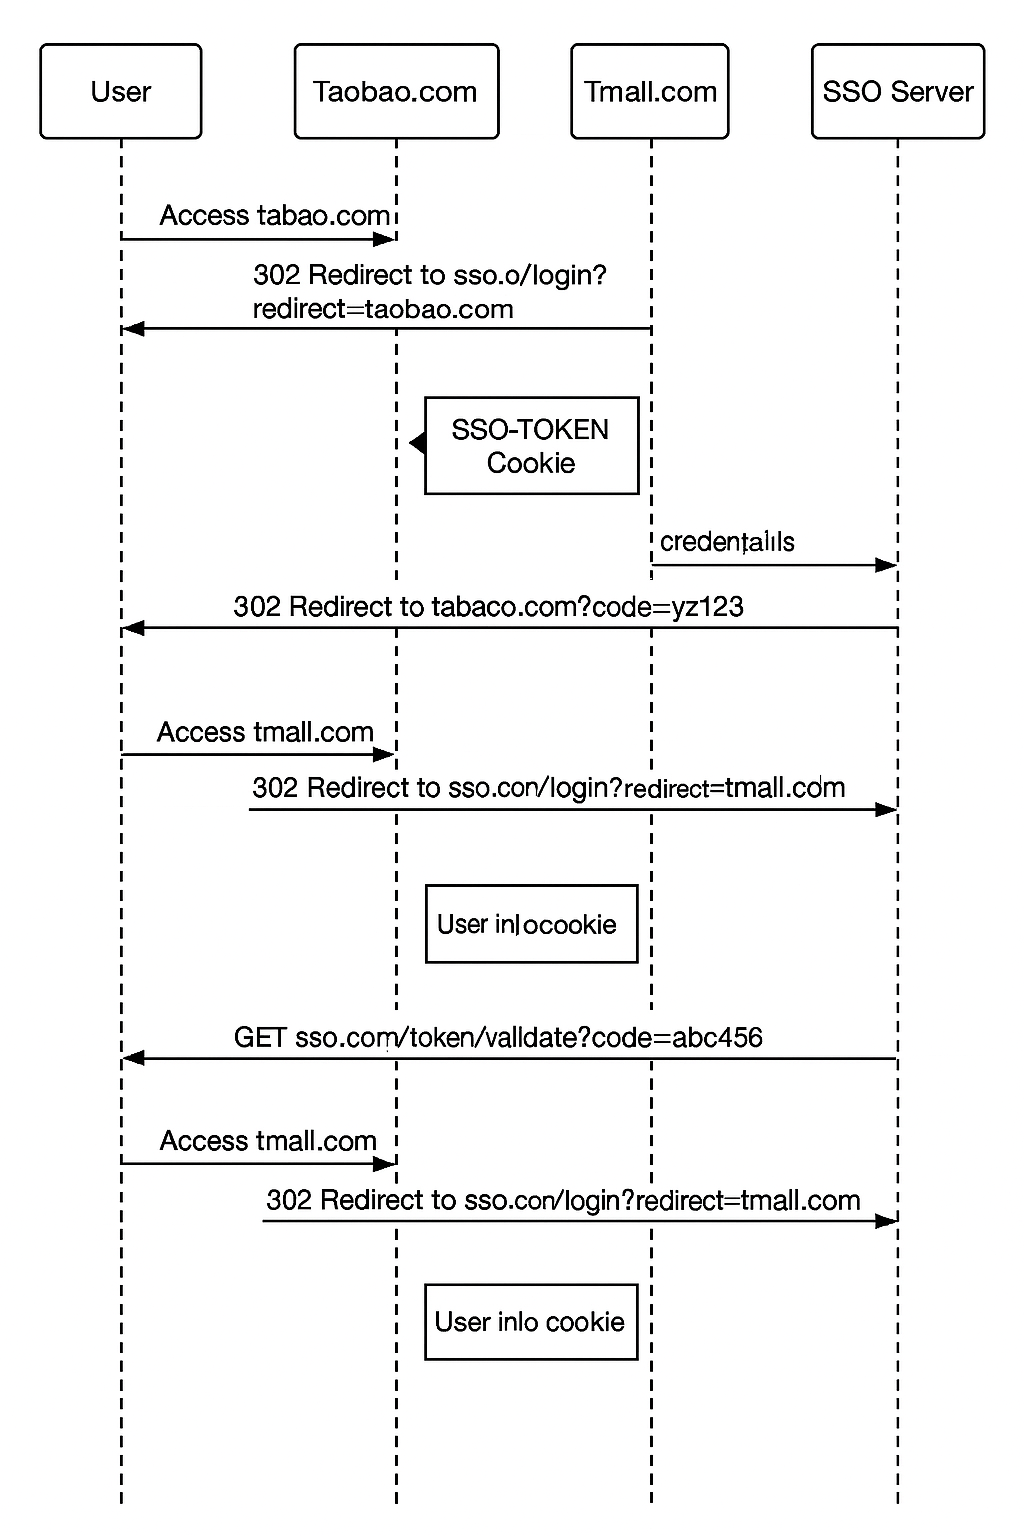 User
Taobao.com
Tmall.com
SSO Server
Access tabao.com
302 Redirect to sso.o/login?
redirect=taobao.com
SSO-TOKEN
Cookie
302 Redirect to tabaco.com?code=yz123
Access tmall.com
302 Redirect to sso.con/login?redirect=tmall.com
User
GET sso.com/token/valldate?code=abc456
Access tmall.com
302 Redirect to sso.con/login?redirect=tmall.com
User inlo cookie